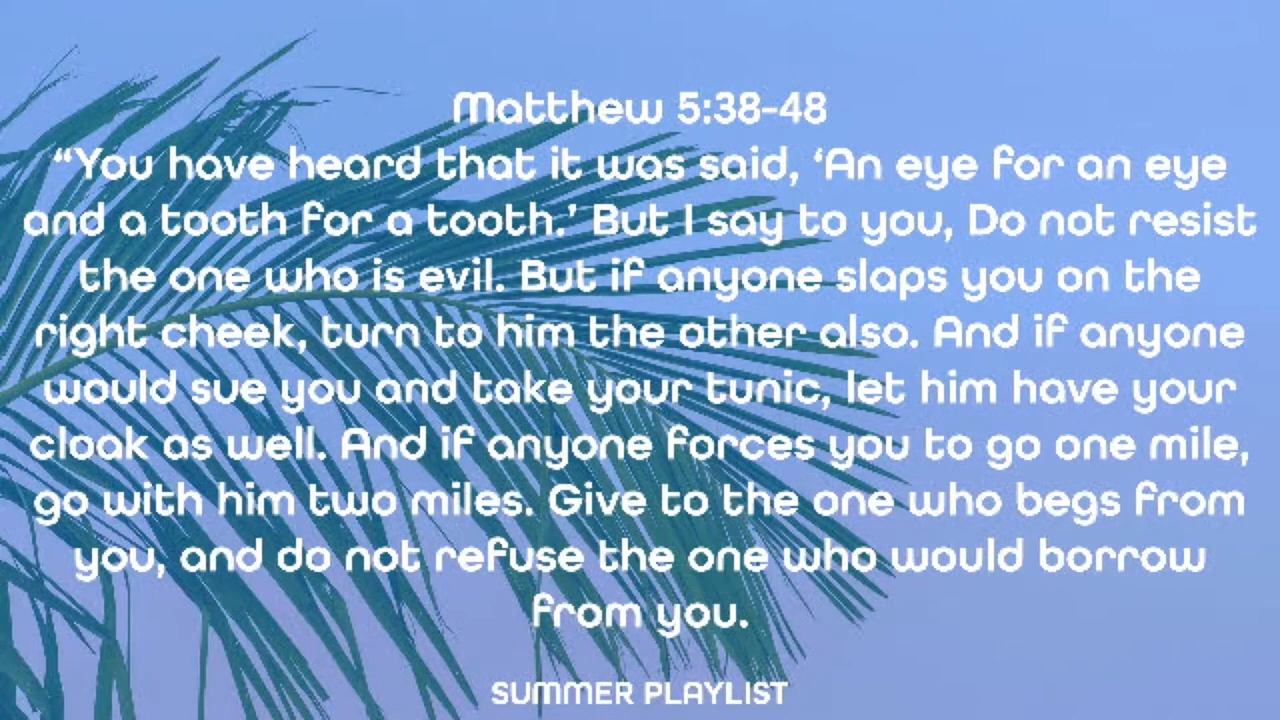 Matthew 5:38-48
“You have heard that it was said, ‘An eye for an eye
and a tooth for a tooth.’ But I say to you, Do not resist
the one who is evil. But if anyone slaps you on the
right cheek, turn to him the other also. And if anyone
would sue you and take your tunic, let him have your
cloak as well. And if anyone forces you to go one mile,
go with him two miles. Give to the one who begs from
you, and do not refuse the one who would borrow
from you.
SUMMER PLAYLIST